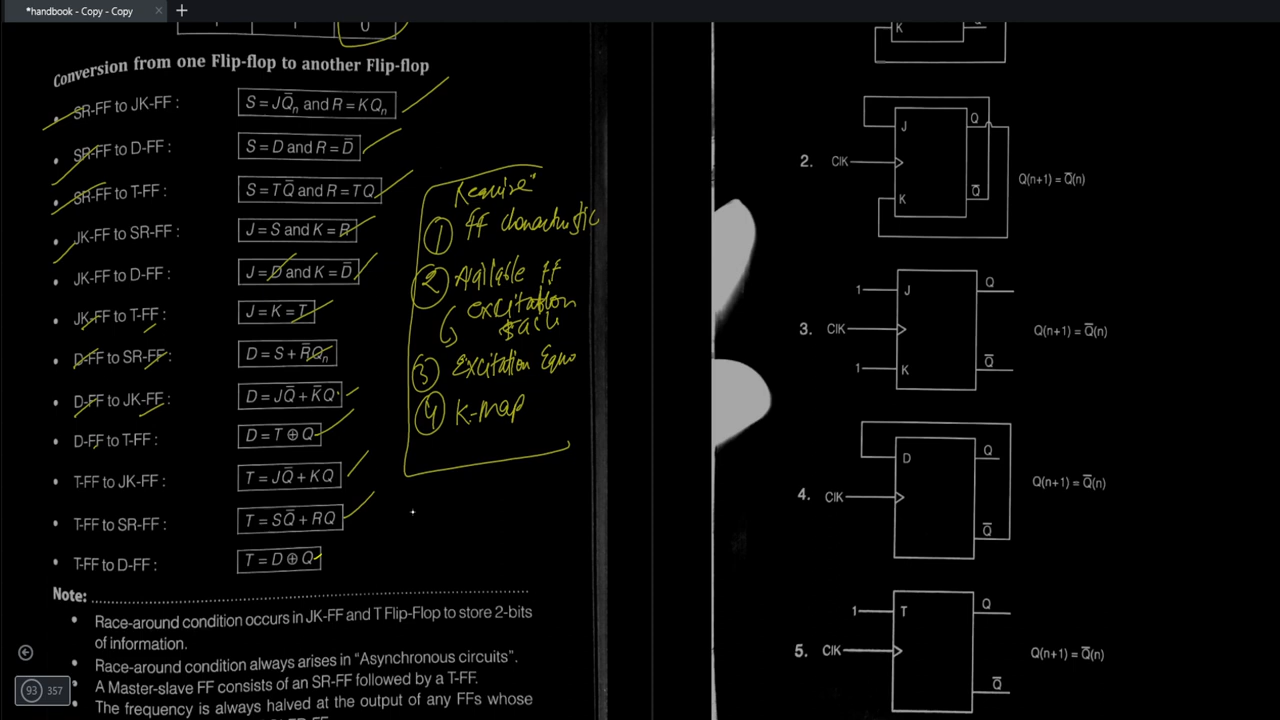 *handbook - Copy - Copy
Conversion from one Flip-flop to another Flip-flop
• SR-FF to JK-FF : S = JQ̅n and R = KQn
• SR-FF to D-FF : S = D and R = D̅
• SR-FF to T-FF : S = TQ̅ and R = TQ
• JK-FF to SR-FF : J = S and K = R
• JK-FF to D-FF : J = D and K = D̅
• JK-FF to T-FF : J = K = T
• D-FF to SR-FF : D = S + R̅Qn
• D-FF to JK-FF : D = JQ̅ + K̅Q
• D-FF to T-FF : D = T ⊕ Q
• T-FF to JK-FF : T = JQ̅ + KQ
• T-FF to SR-FF : T = SQ̅ + RQ
• T-FF to D-FF : T = D ⊕ Q
Note:
• Race-around condition occurs in JK-FF and T Flip-Flop to store 2-bits
of information.
• Race-around condition always arises in “Asynchronous circuits”.
• A Master-slave FF consists of an SR-FF followed by a T-FF.
• The frequency is always halved at the output of any FFs whose
93 357
Require
1 FF
2 Available FF
excitation
3 Excitation
4 K-map
K
2. ClK J K Q Q̅ Q(n+1) = Q̅(n)
3. ClK 1 J 1 K Q Q̅ Q(n+1) = Q̅(n)
4. ClK D Q Q̅ Q(n+1) = Q̅(n)
5. ClK 1 T Q Q̅ Q(n+1) = Q̅(n)